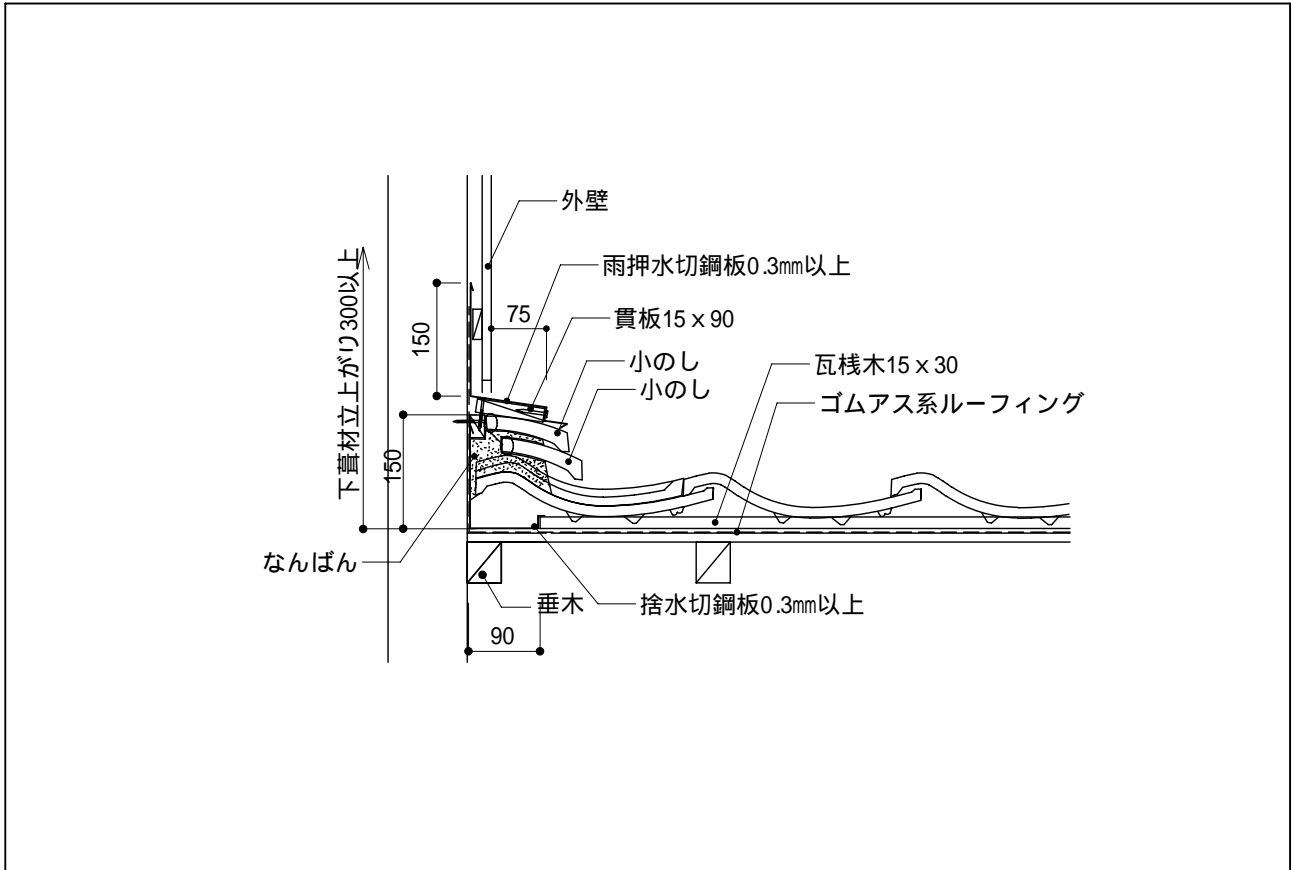 外壁
雨押水切鋼板0.3㎜以上
75
貫板15×90
150
小のし
瓦桟木15×30
小のし
ゴムアス系ルーフィング
下葺材立上がり300以上
150
なんばん
垂木
捨水切鋼板0.3㎜以上
90